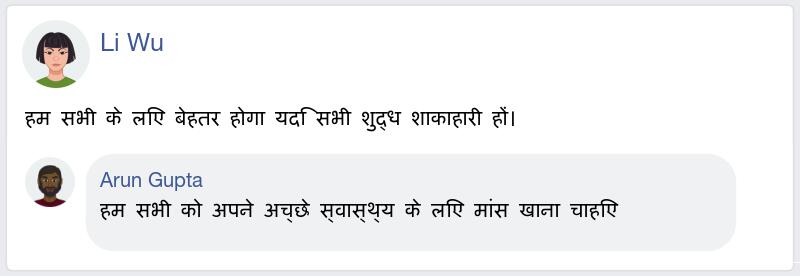 Li Wu
हम सभी के लिए बेहतर होगा यदि सभी शुद्ध शाकाहारी हों।
Arun Gupta
हम सभी को अपने अच्छे स्वास्थ्य के लिए मांस खाना चाहिए